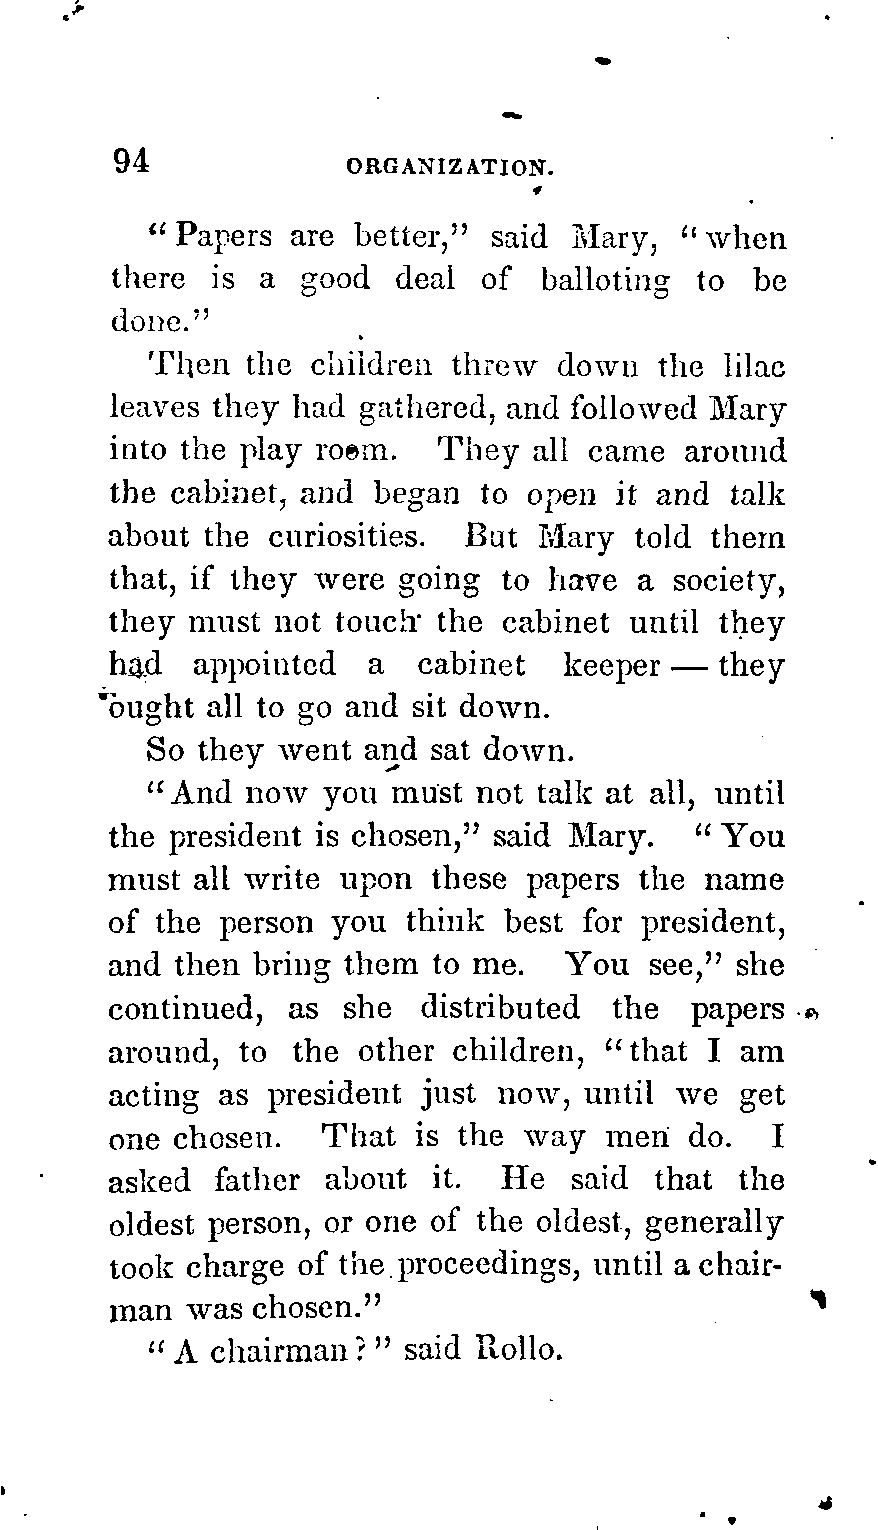 94 ORGANIZATION.
“Papers are better,” said Mary, “when
there is a good deal of balloting to be
done.”
Then the children threw down the lilac
leaves they had gathered, and followed Mary
into the play room. They all came around
the cabinet, and began to open it and talk
about the curiosities. But Mary told them
that, if they were going to have a society,
they must not touch the cabinet until they
had appointed a cabinet keeper — they
ought all to go and sit down.
So they went and sat down.
“And now you must not talk at all, until
the president is chosen,” said Mary. “You
must all write upon these papers the name
of the person you think best for president,
and then bring them to me. You see,” she
continued, as she distributed the papers
around, to the other children, “that I am
acting as president just now, until we get
one chosen. That is the way men do. I
asked father about it. He said that the
oldest person, or one of the oldest, generally
took charge of the proceedings, until a chair-
man was chosen.”
“A chairman?” said Rollo.